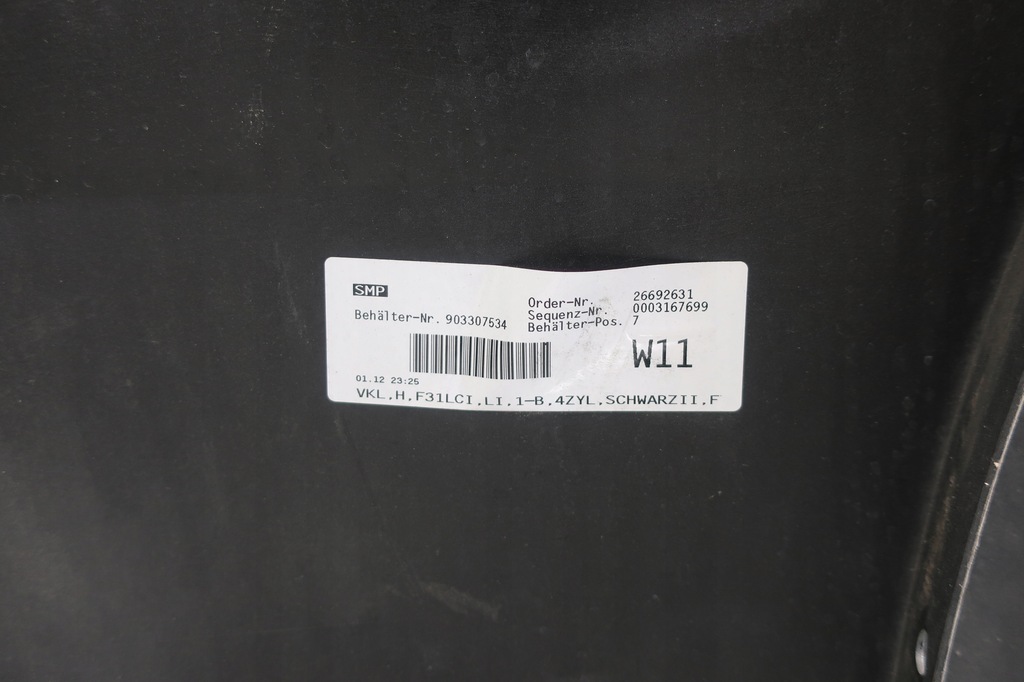 SMP
Order-Nr. 26692631
Sequenz-Nr. 0003167699
Behälter-Nr. 903307534
Behälter-Pos. 7
W11
01.12 23:25
VKL,H,F31LCI,LI,1-B,4ZYL,SCHWARZII,F